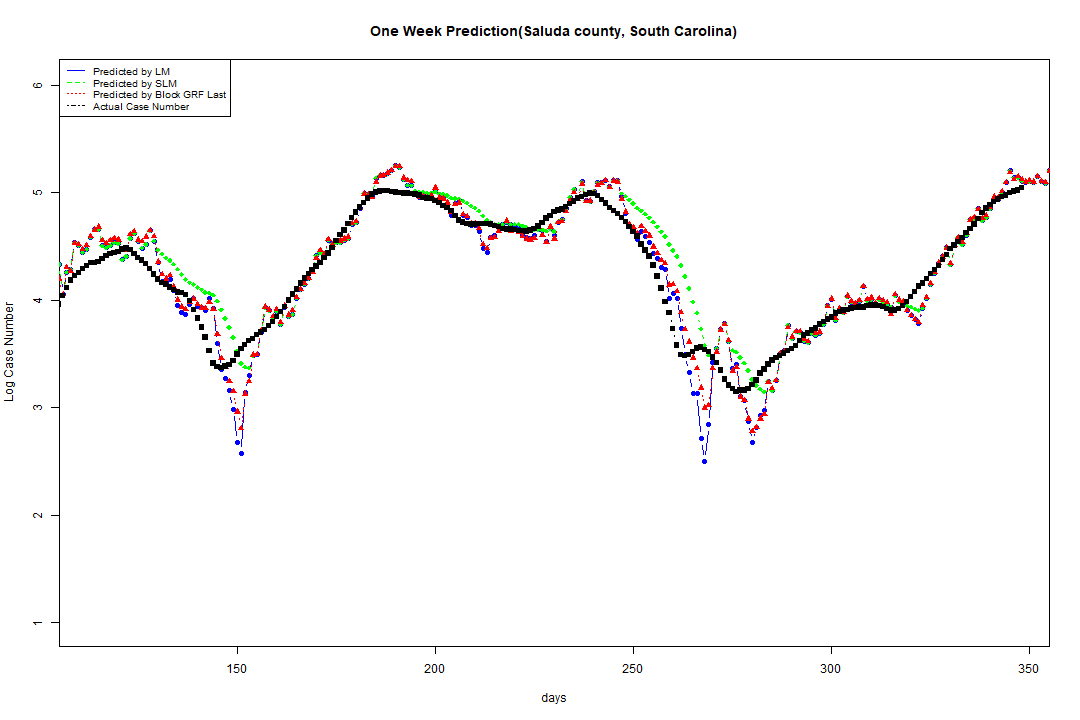 One Week Prediction(Saluda county, South Carolina)
Predicted by LM
Predicted by SLM
Predicted by Block GRF Last
Actual Case Number
6
5
4
3
2
1
Log Case Number
150
200
250
300
350
days